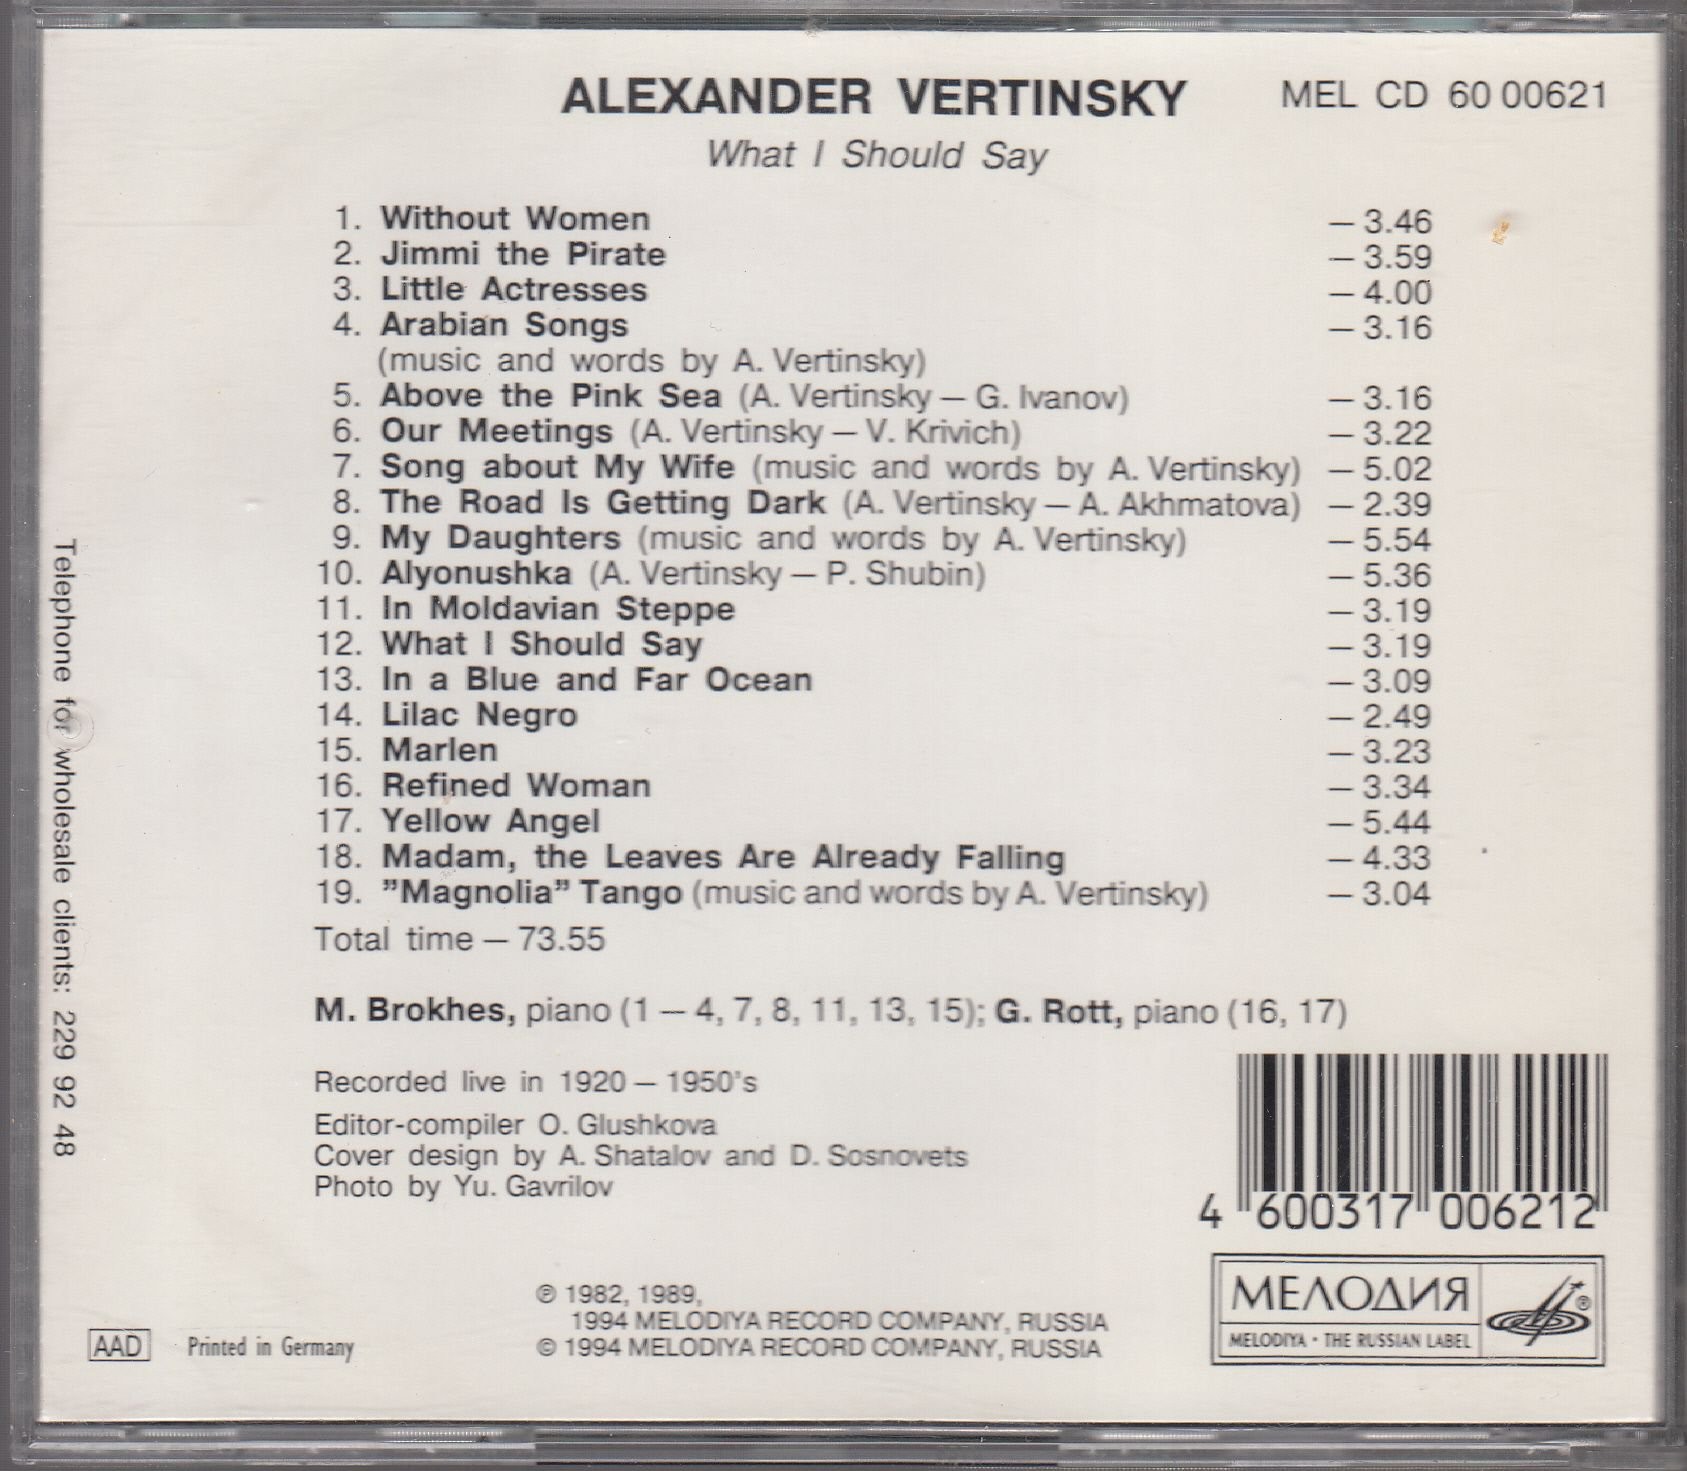 ALEXANDER VERTINSKY
MEL CD 60 00621
What I Should Say
1. Without Women – 3.46
2. Jimmi the Pirate – 3.59
3. Little Actresses – 4.00
4. Arabian Songs – 3.16
(music and words by A. Vertinsky)
5. Above the Pink Sea (A. Vertinsky – G. Ivanov) – 3.16
6. Our Meetings (A. Vertinsky – V. Krivich) – 3.22
7. Song about My Wife (music and words by A. Vertinsky) – 5.02
8. The Road Is Getting Dark (A. Vertinsky – A. Akhmatova) – 2.39
9. My Daughters (music and words by A. Vertinsky) – 5.54
10. Alyonushka (A. Vertinsky – P. Shubin) – 5.36
11. In Moldavian Steppe – 3.19
12. What I Should Say – 3.19
13. In a Blue and Far Ocean – 3.09
14. Lilac Negro – 2.49
15. Marlen – 3.23
16. Refined Woman – 3.34
17. Yellow Angel – 5.44
18. Madam, the Leaves Are Already Falling – 4.33
19. ”Magnolia” Tango (music and words by A. Vertinsky) – 3.04
Total time – 73.55
M. Brokhes, piano (1 – 4, 7, 8, 11, 13, 15); G. Rott, piano (16, 17)
Recorded live in 1920 – 1950's
Editor-compiler O. Glushkova
Cover design by A. Shatalov and D. Sosnovets
Photo by Yu. Gavrilov
4 600317 006212
℗ 1982, 1989,
1994 MELODIYA RECORD COMPANY, RUSSIA
© 1994 MELODIYA RECORD COMPANY, RUSSIA
AAD Printed in Germany
МЕЛОДИЯ ®
MELODIYA · THE RUSSIAN LABEL
Telephone for wholesale clients: 229 92 48